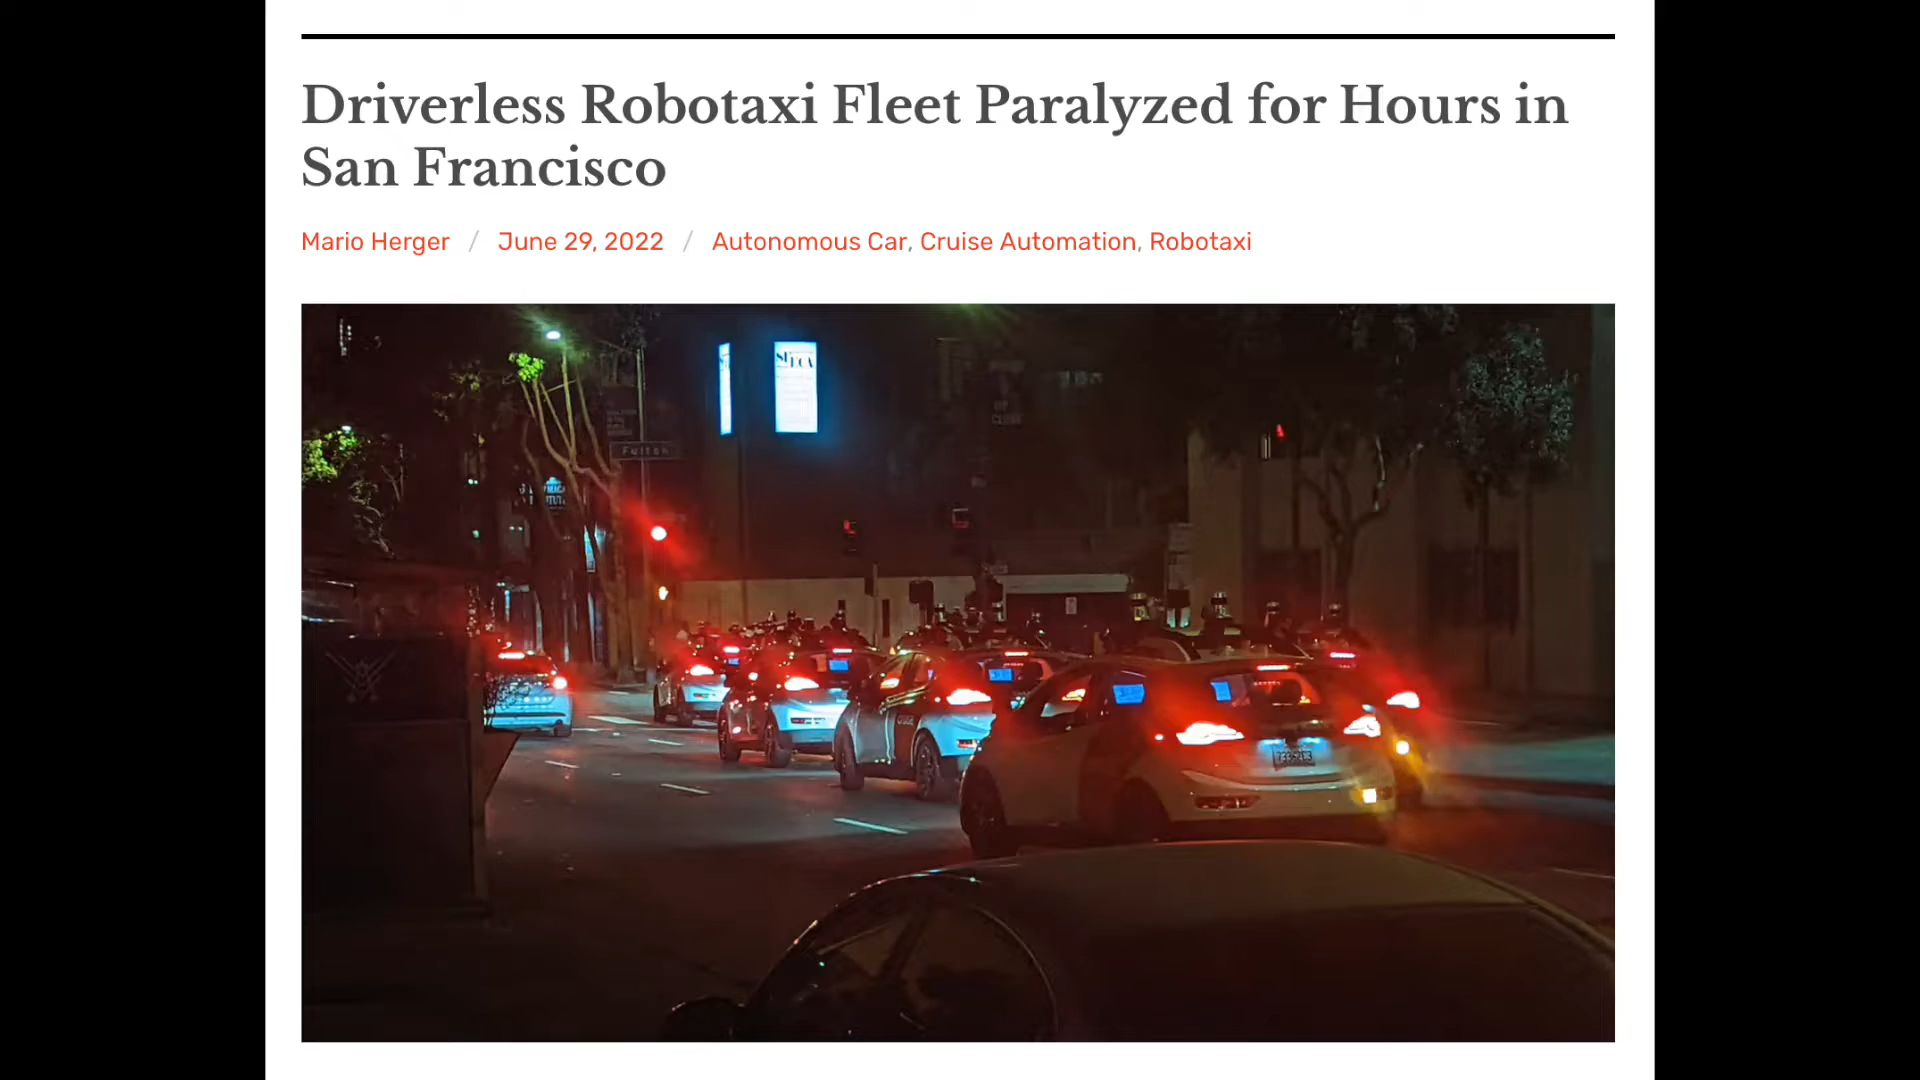 Driverless Robotaxi Fleet Paralyzed for Hours in
San Francisco
Mario Herger / June 29, 2022 / Autonomous Car, Cruise Automation, Robotaxi
Fulton